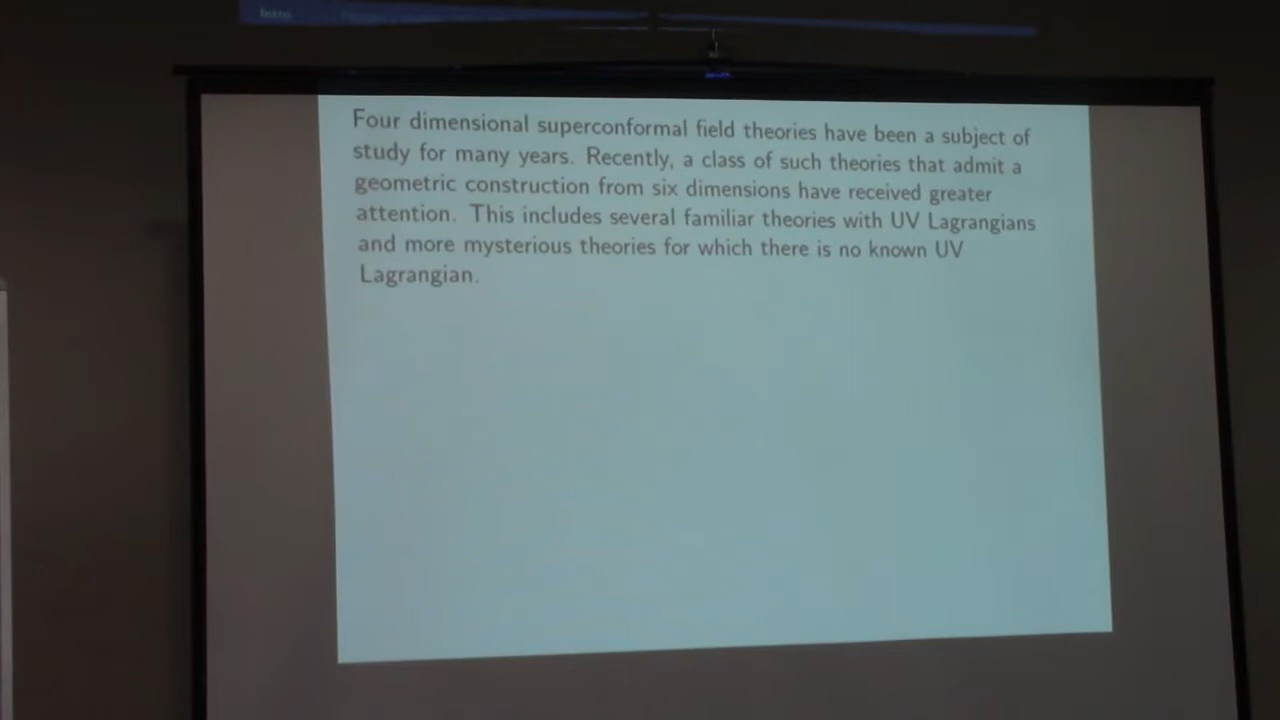 Intro
Four dimensional superconformal field theories have been a subject of
study for many years. Recently, a class of such theories that admit a
geometric construction from six dimensions have received greater
attention. This includes several familiar theories with UV Lagrangians
and more mysterious theories for which there is no known UV
Lagrangian.